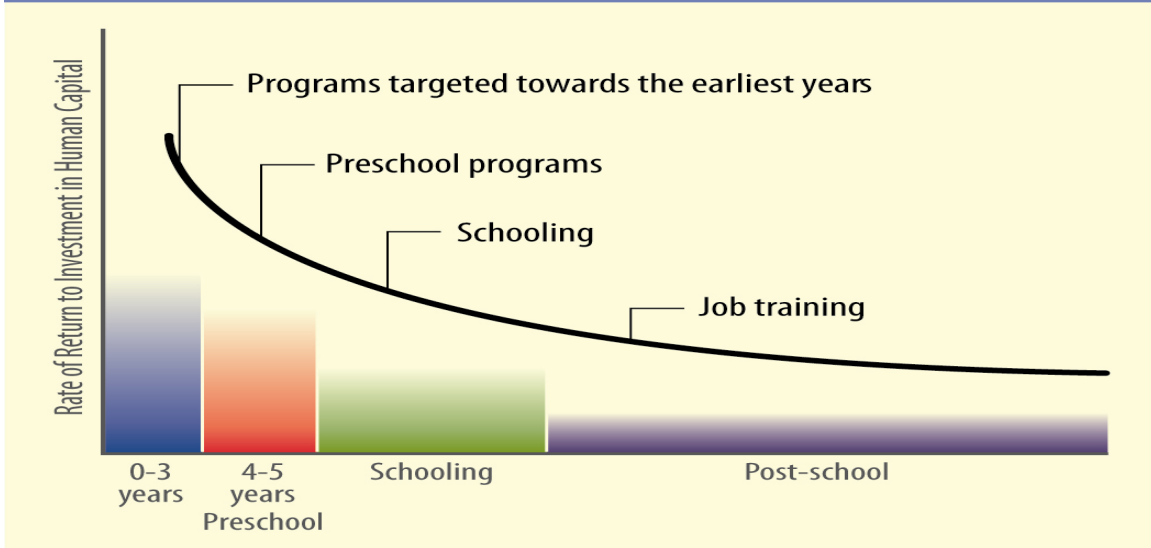 Rate of Return to Investment in Human Capital
Programs targeted towards the earliest years
Preschool programs
Schooling
Job training
0–3
years
4–5
years
Preschool
Schooling
Post-school